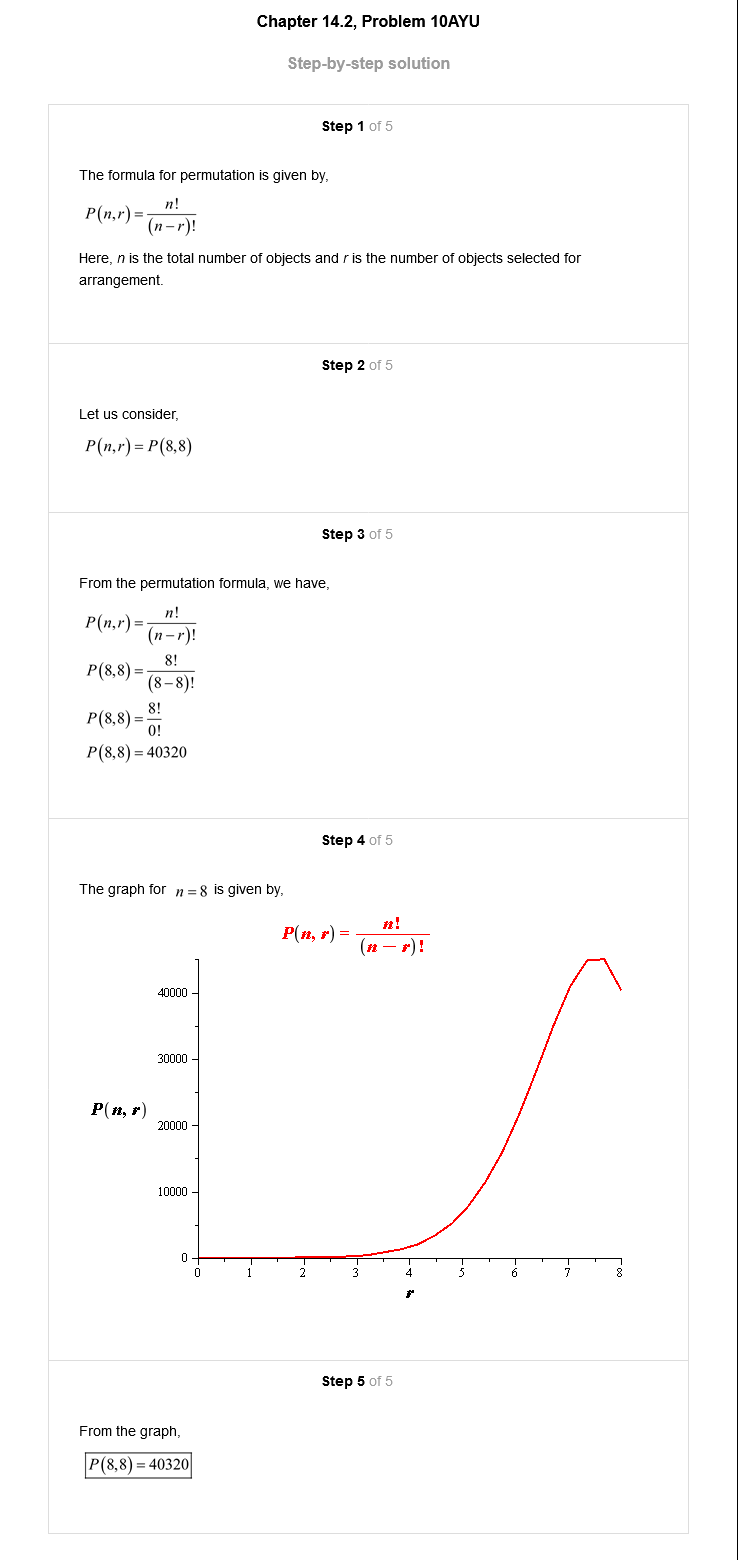 Chapter 14.2, Problem 10AYU
Step-by-step solution
Step 1 of 5
The formula for permutation is given by,
P(n,r) = n!/(n−r)!
Here, n is the total number of objects and r is the number of objects selected for
arrangement.
Step 2 of 5
Let us consider,
P(n,r) = P(8,8)
Step 3 of 5
From the permutation formula, we have,
P(n,r) = n!/(n−r)!
P(8,8) = 8!/(8−8)!
P(8,8) = 8!/0!
P(8,8) = 40320
Step 4 of 5
The graph for n = 8 is given by,
P(n, r) = n!/(n − r)!
40000
30000
P(n, r)
20000
10000
0
0 1 2 3 4 5 6 7 8
r
Step 5 of 5
From the graph,
P(8,8) = 40320